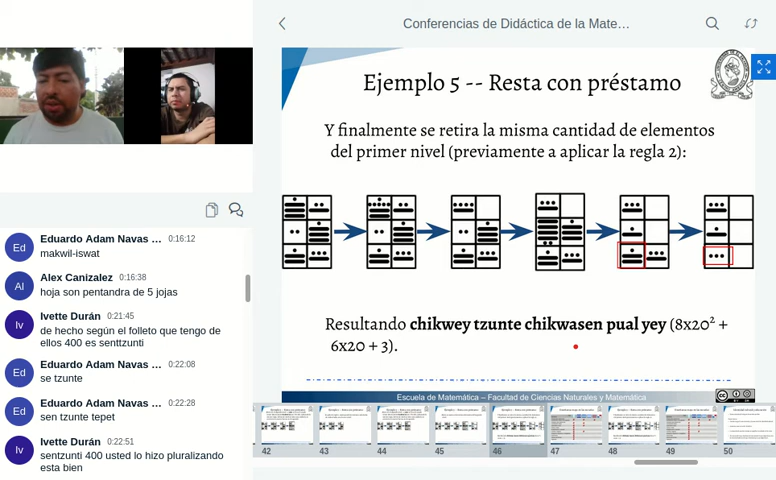 Conferencias de Didáctica de la Mate…
Ejemplo 5 -- Resta con préstamo
Y finalmente se retira la misma cantidad de elementos
del primer nivel (previamente a aplicar la regla 2):
Resultando chikwey tzunte chikwasen pual yey (8x20² +
6x20 + 3).
Escuela de Matemática – Facultad de Ciencias Naturales y Matemática
Ed
Eduardo Adam Navas … 0:16:12
makwil-iswat
Al
Alex Canizalez 0:16:38
hoja son pentandra de 5 jojas
Iv
Ivette Durán 0:21:45
de hecho según el folleto que tengo de
ellos 400 es senttzunti
Ed
Eduardo Adam Navas … 0:22:08
se tzunte
Ed
Eduardo Adam Navas … 0:22:28
sen tzunte tepet
Iv
Ivette Durán 0:22:51
sentzunti 400 usted lo hizo pluralizando
esta bien
42 43 44 45 46 47 48 49 50